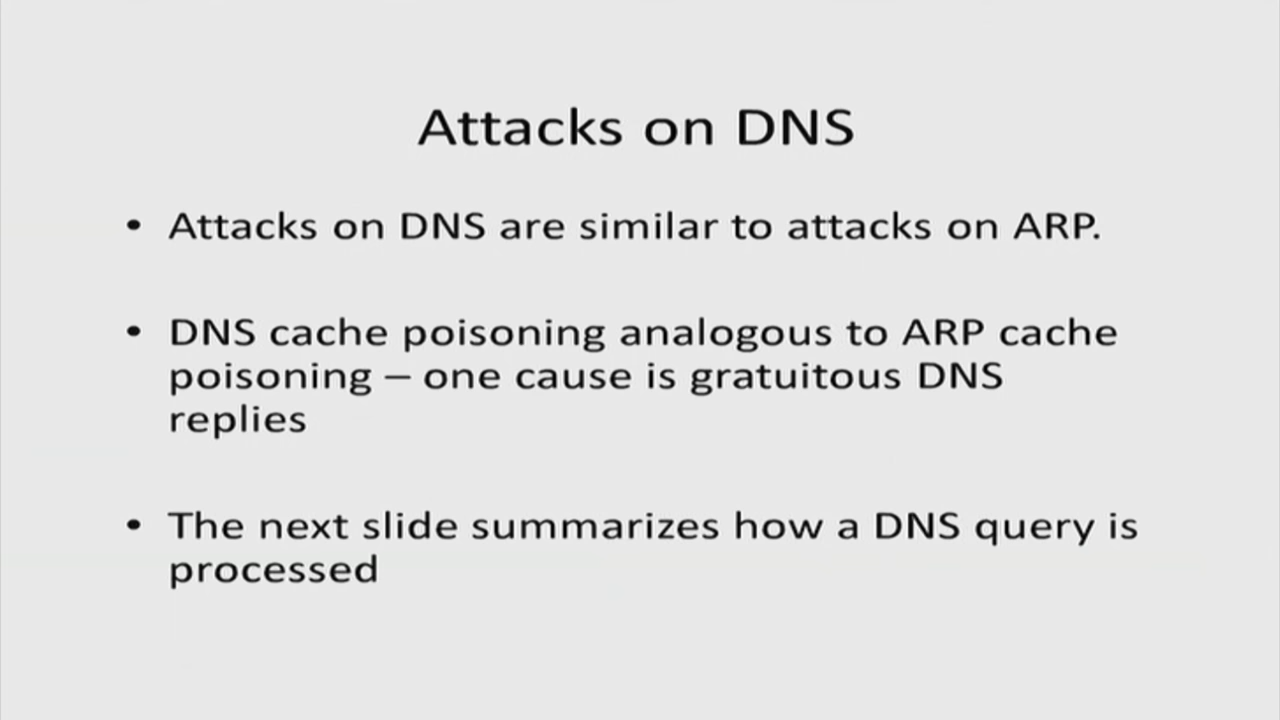 Attacks on DNS
• Attacks on DNS are similar to attacks on ARP.
• DNS cache poisoning analogous to ARP cache
poisoning – one cause is gratuitous DNS
replies
• The next slide summarizes how a DNS query is
processed